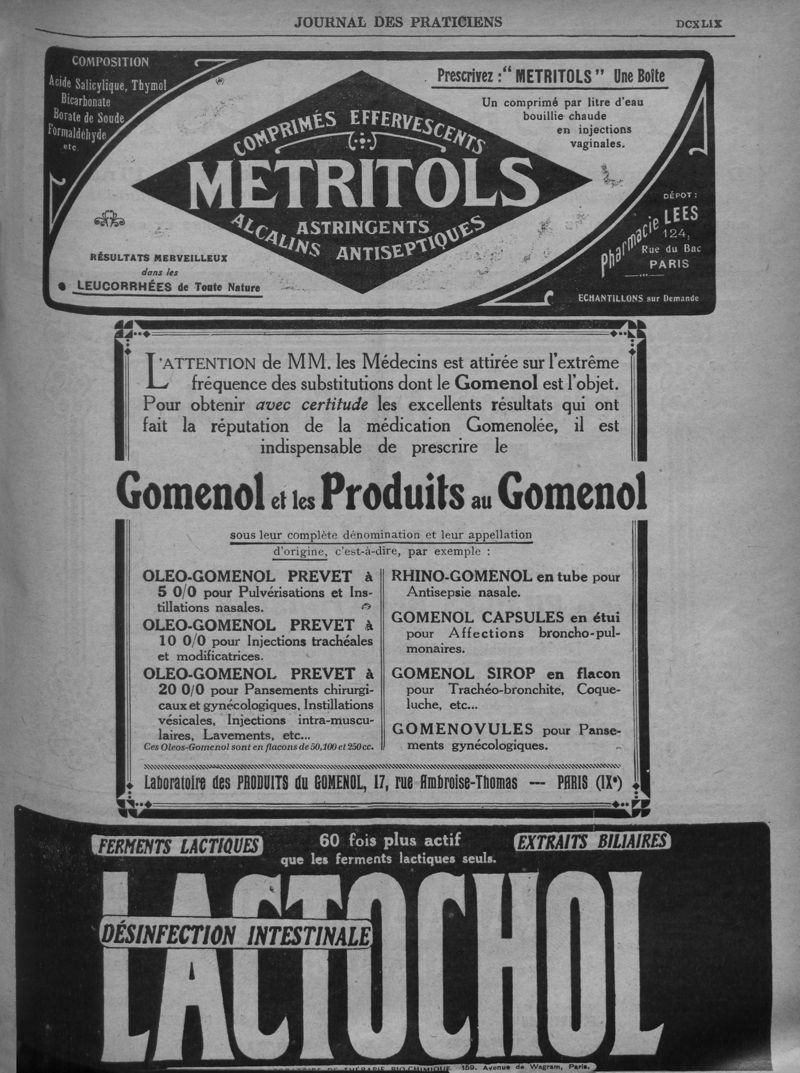 JOURNAL DES PRATICIENS
DCXLIX
COMPOSITION
Acide Salicylique, Thymol
Bicarbonate
Borate de Soude
Formaldéhyde
etc.
Prescrivez : "METRITOLS" Une Boîte
Un comprimé par litre d'eau
bouillie chaude
en injections
vaginales.
COMPRIMÉS EFFERVESCENTS
METRITOLS
ASTRINGENTS
ALCALINS ANTISEPTIQUES
RÉSULTATS MERVEILLEUX
dans les
LEUCORRHÉES de Toute Nature
DÉPOT :
Pharmacie LEES
124,
Rue du Bac
PARIS
ECHANTILLONS sur Demande
L'ATTENTION de MM. les Médecins est attirée sur l'extrême
fréquence des substitutions dont le Gomenol est l'objet.
Pour obtenir avec certitude les excellents résultats qui ont
fait la réputation de la médication Gomenolée, il est
indispensable de prescrire le
Gomenol et les Produits au Gomenol
sous leur complète dénomination et leur appellation
d'origine, c'est-à-dire, par exemple :
OLEO-GOMENOL PREVET à
5 0/0 pour Pulvérisations et Ins-
tillations nasales.
OLEO-GOMENOL PREVET à
10 0/0 pour Injections trachéales
et modificatrices.
OLEO-GOMENOL PREVET à
20 0/0 pour Pansements chirurgi-
caux et gynécologiques, Instillations
vésicales, Injections intra-muscu-
laires, Lavements, etc...
Ces Oleos-Gomenol sont en flacons de 50, 100 et 250 cc.
RHINO-GOMENOL en tube pour
Antisepsie nasale.
GOMENOL CAPSULES en étui
pour Affections broncho-pul-
monaires.
GOMENOL SIROP en flacon
pour Trachéo-bronchite, Coque-
luche, etc...
GOMENOVULES pour Panse-
ments gynécologiques.
Laboratoire des PRODUITS du GOMENOL, 17, rue Ambroise-Thomas — PARIS (IXe)
FERMENTS LACTIQUES
60 fois plus actif
que les ferments lactiques seuls.
EXTRAITS BILIAIRES
LACTOCHOL
DÉSINFECTION INTESTINALE
DE THÉRAPIE BIO-CHIMIQUE, 159, Avenue de Wagram, Paris.